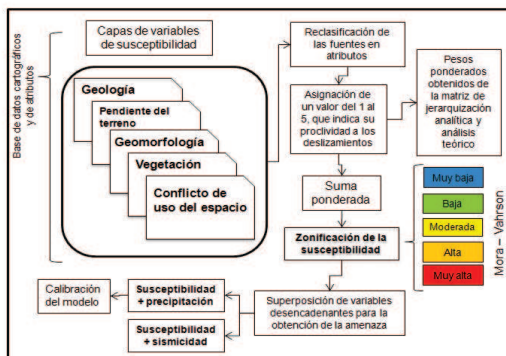 Base de datos cartográficos
y de atributos
Capas de variables
de susceptibilidad
Geología
Pendiente del
terreno
Geomorfología
Vegetación
Conflicto de
uso del espacio
Reclasificación de
las fuentes en
atributos
Asignación de
un valor del 1 al
5, que indica su
proclividad a los
deslizamientos
Pesos
ponderados
obtenidos de la
matriz de
jerarquización
analítica y
análisis
teórico
Suma
ponderada
Zonificación de la
susceptibilidad
Muy baja
Baja
Moderada
Alta
Muy alta
Mora – Vahrson
Superposición de variables
desencadenantes para la
obtención de la amenaza
Susceptibilidad
+ precipitación
Susceptibilidad
+ sismicidad
Calibración
del modelo